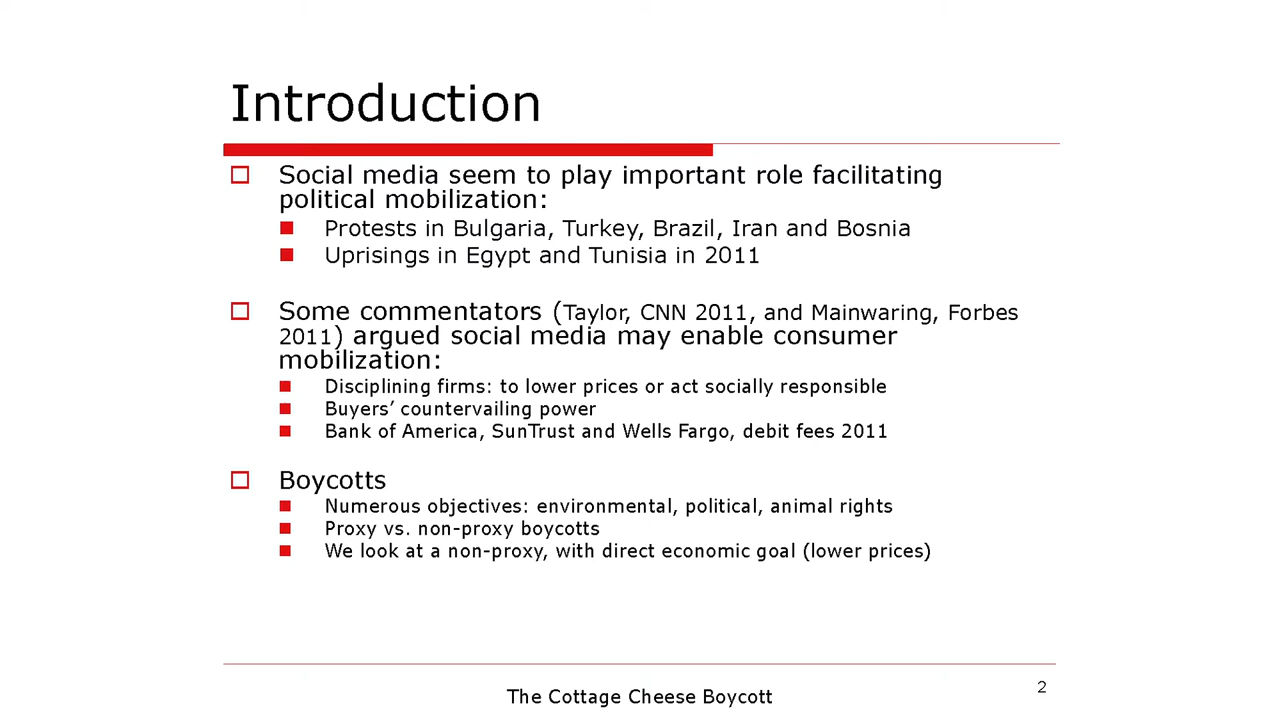 Introduction
Social media seem to play important role facilitating
political mobilization:
Protests in Bulgaria, Turkey, Brazil, Iran and Bosnia
Uprisings in Egypt and Tunisia in 2011
Some commentators (Taylor, CNN 2011, and Mainwaring, Forbes
2011) argued social media may enable consumer
mobilization:
Disciplining firms: to lower prices or act socially responsible
Buyers’ countervailing power
Bank of America, SunTrust and Wells Fargo, debit fees 2011
Boycotts
Numerous objectives: environmental, political, animal rights
Proxy vs. non-proxy boycotts
We look at a non-proxy, with direct economic goal (lower prices)
The Cottage Cheese Boycott
2